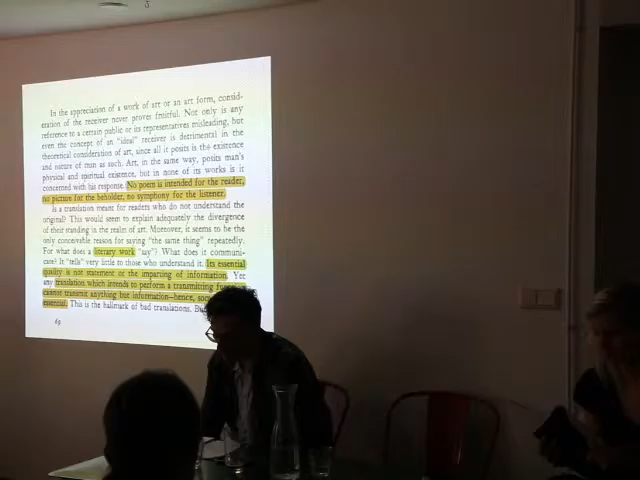 In the appreciation of a work of art or an art form, consid-
eration of the receiver never proves fruitful. Not only is any
reference to a certain public or its representatives misleading, but
even the concept of an "ideal" receiver is detrimental in the
theoretical consideration of art, since all it posits is the existence
and nature of man as such. Art, in the same way, posits man's
physical and spiritual existence, but in none of its works is it
concerned with his response. No poem is intended for the reader,
no picture for the beholder, no symphony for the listener.
Is a translation meant for readers who do not understand the
original? This would seem to explain adequately the divergence
of their standing in the realm of art. Moreover, it seems to be the
only conceivable reason for saying "the same thing" repeatedly.
For what does a literary work "say"? What does it communi-
cate? It "tells" very little to those who understand it. Its essential
quality is not statement or the imparting of information. Yet
any translation which intends to perform a transmitting
cannot transmit anything but information—hence,
essential. This is the hallmark of bad translations.
69